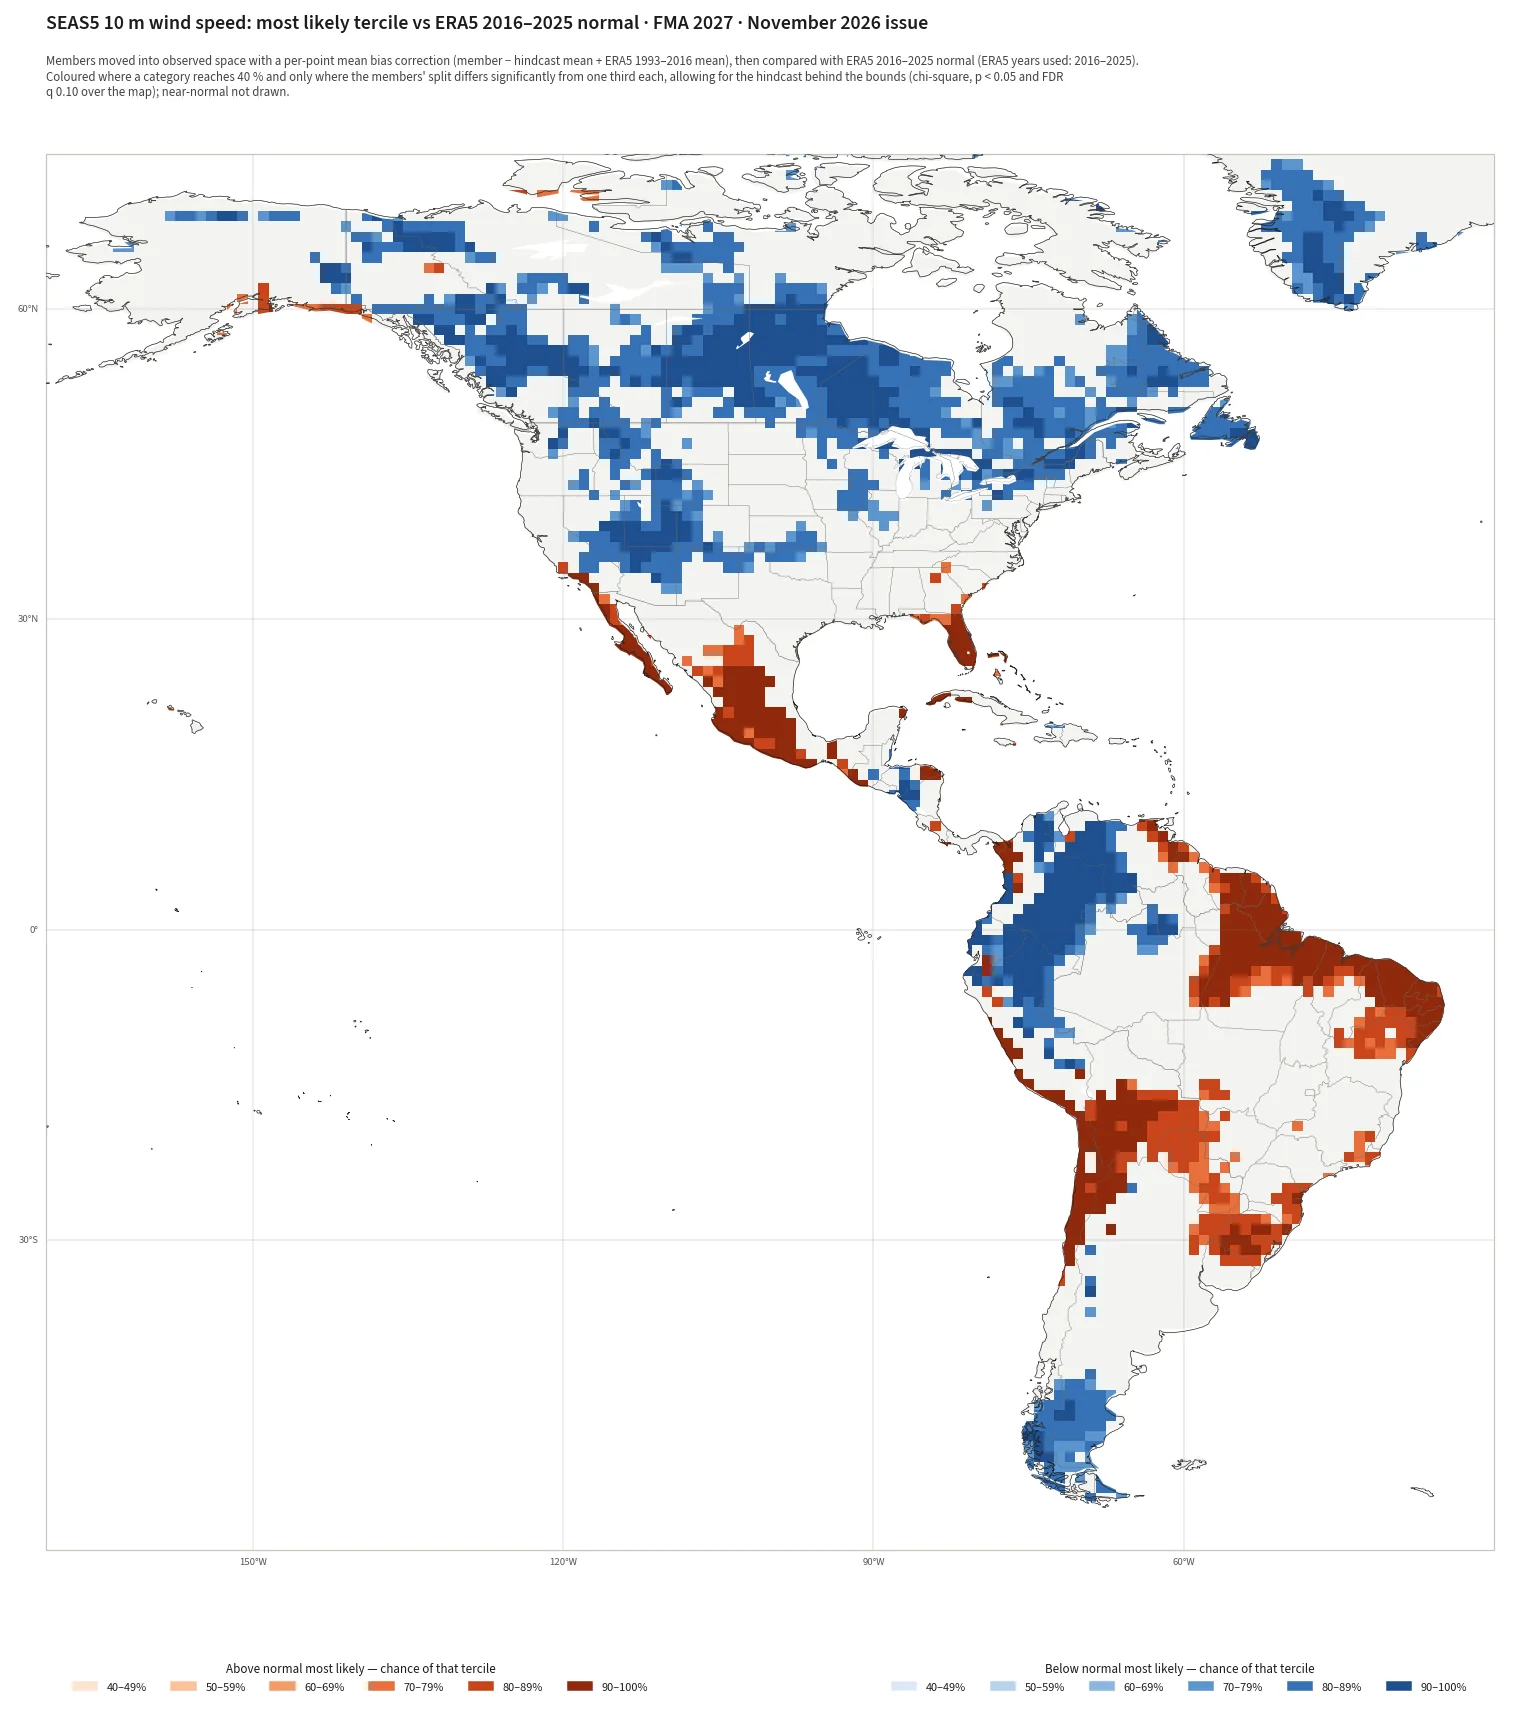 SEAS5 10 m wind speed: most likely tercile vs ERA5 2016–2025 normal · FMA 2027 · November 2026 issue
Members moved into observed space with a per-point mean bias correction (member − hindcast mean + ERA5 1993–2016 mean), then compared with ERA5 2016–2025 normal (ERA5 years used: 2016–2025).
Coloured where a category reaches 40 % and only where the members' split differs significantly from one third each, allowing for the hindcast behind the bounds (chi-square, p < 0.05 and FDR
q 0.10 over the map); near-normal not drawn.
60°N
30°N
0°
30°S
150°W 120°W 90°W 60°W
Above normal most likely — chance of that tercile
40–49% 50–59% 60–69% 70–79% 80–89% 90–100%
Below normal most likely — chance of that tercile
40–49% 50–59% 60–69% 70–79% 80–89% 90–100%